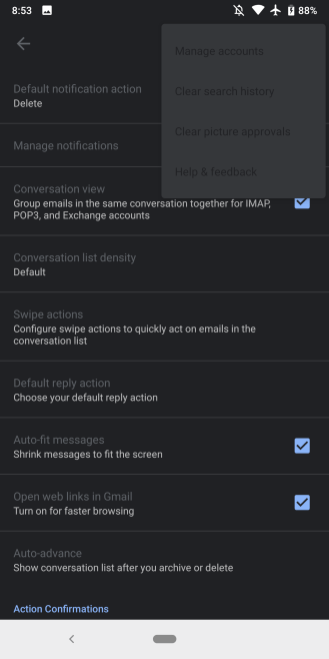 8:53
88%
Manage accounts
Clear search history
Clear picture approvals
Help & feedback
Default notification action
Delete
Manage notifications
Conversation view
Group emails in the same conversation together for IMAP,
POP3, and Exchange accounts
Conversation list density
Default
Swipe actions
Configure swipe actions to quickly act on emails in the
conversation list
Default reply action
Choose your default reply action
Auto-fit messages
Shrink messages to fit the screen
Open web links in Gmail
Turn on for faster browsing
Auto-advance
Show conversation list after you archive or delete
Action Confirmations